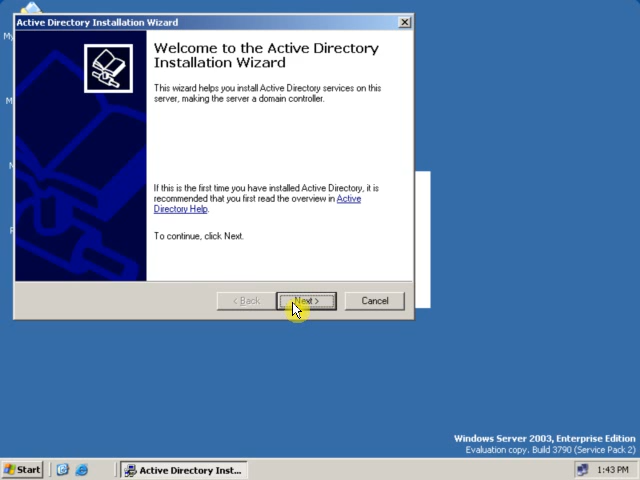 Active Directory Installation Wizard
Welcome to the Active Directory
Installation Wizard
This wizard helps you install Active Directory services on this
server, making the server a domain controller.
If this is the first time you have installed Active Directory, it is
recommended that you first read the overview in Active
Directory Help.
To continue, click Next.
< Back
Next >
Cancel
Windows Server 2003, Enterprise Edition
Evaluation copy. Build 3790 (Service Pack 2)
Start
Active Directory Inst...
1:43 PM